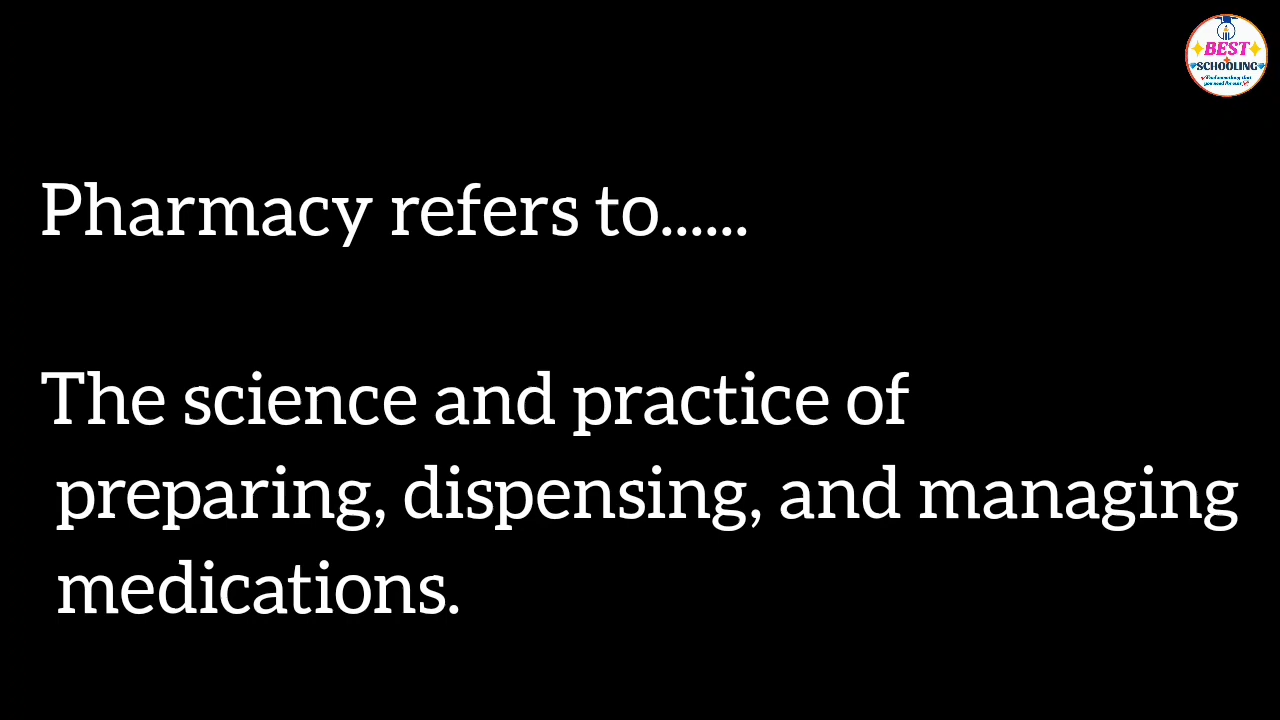 BEST
SCHOOLING
Pharmacy refers to......
The science and practice of
preparing, dispensing, and managing
medications.